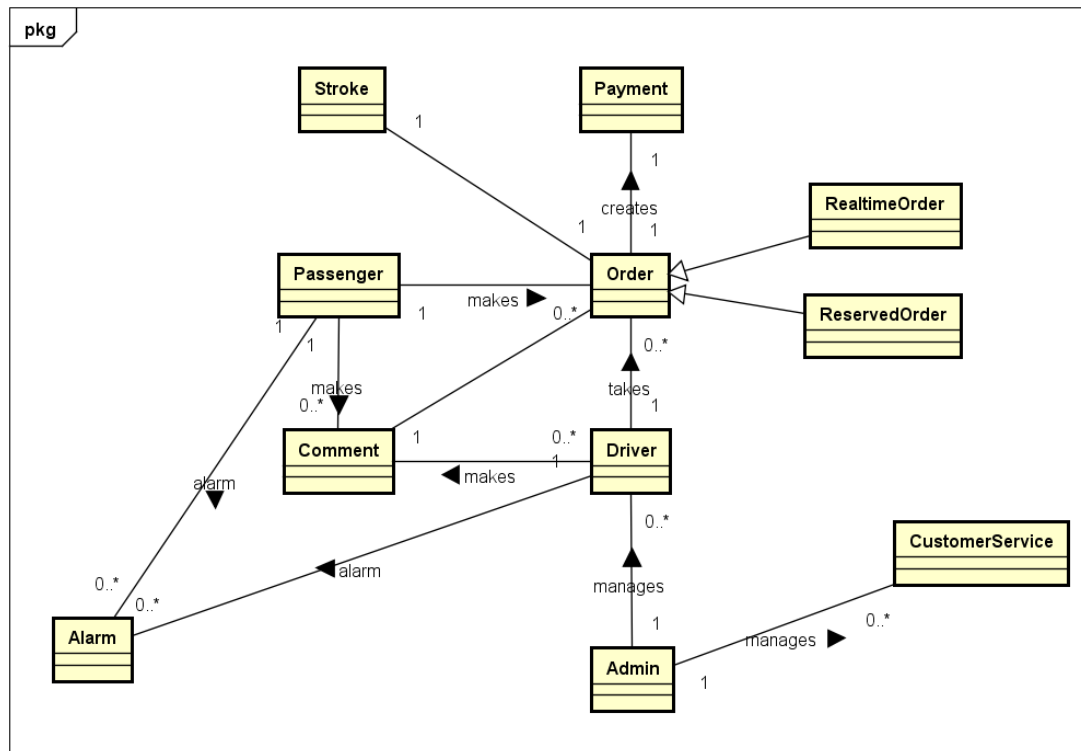 pkg
Stroke
Payment
1
1
creates
1
1
RealtimeOrder
Passenger
Order
makes
1
0..*
ReservedOrder
1
1
0..*
makes
takes
0..*
1
Comment
1
0..*
Driver
1
makes
alarm
alarm
0..*
CustomerService
manages
0..*
0..*
1
0..*
manages
Alarm
Admin
1